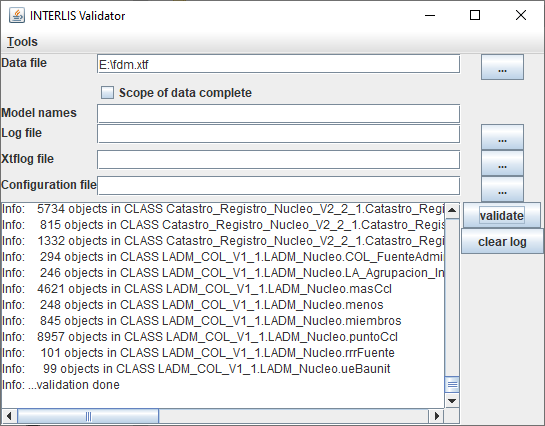 INTERLIS Validator
Tools
Data file E:\fdm.xtf ...
Scope of data complete
Model names
Log file ...
Xtflog file ...
Configuration file ...
Info: 5734 objects in CLASS Catastro_Registro_Nucleo_V2_2_1.Catastro_Regi
validate
Info: 815 objects in CLASS Catastro_Registro_Nucleo_V2_2_1.Catastro_Regis
Info: 1332 objects in CLASS Catastro_Registro_Nucleo_V2_2_1.Catastro_Regi
clear log
Info: 294 objects in CLASS LADM_COL_V1_1.LADM_Nucleo.COL_FuenteAdmi
Info: 246 objects in CLASS LADM_COL_V1_1.LADM_Nucleo.LA_Agrupacion_In
Info: 4621 objects in CLASS LADM_COL_V1_1.LADM_Nucleo.masCcl
Info: 248 objects in CLASS LADM_COL_V1_1.LADM_Nucleo.menos
Info: 845 objects in CLASS LADM_COL_V1_1.LADM_Nucleo.miembros
Info: 8957 objects in CLASS LADM_COL_V1_1.LADM_Nucleo.puntoCcl
Info: 101 objects in CLASS LADM_COL_V1_1.LADM_Nucleo.rrrFuente
Info: 99 objects in CLASS LADM_COL_V1_1.LADM_Nucleo.ueBaunit
Info: ...validation done